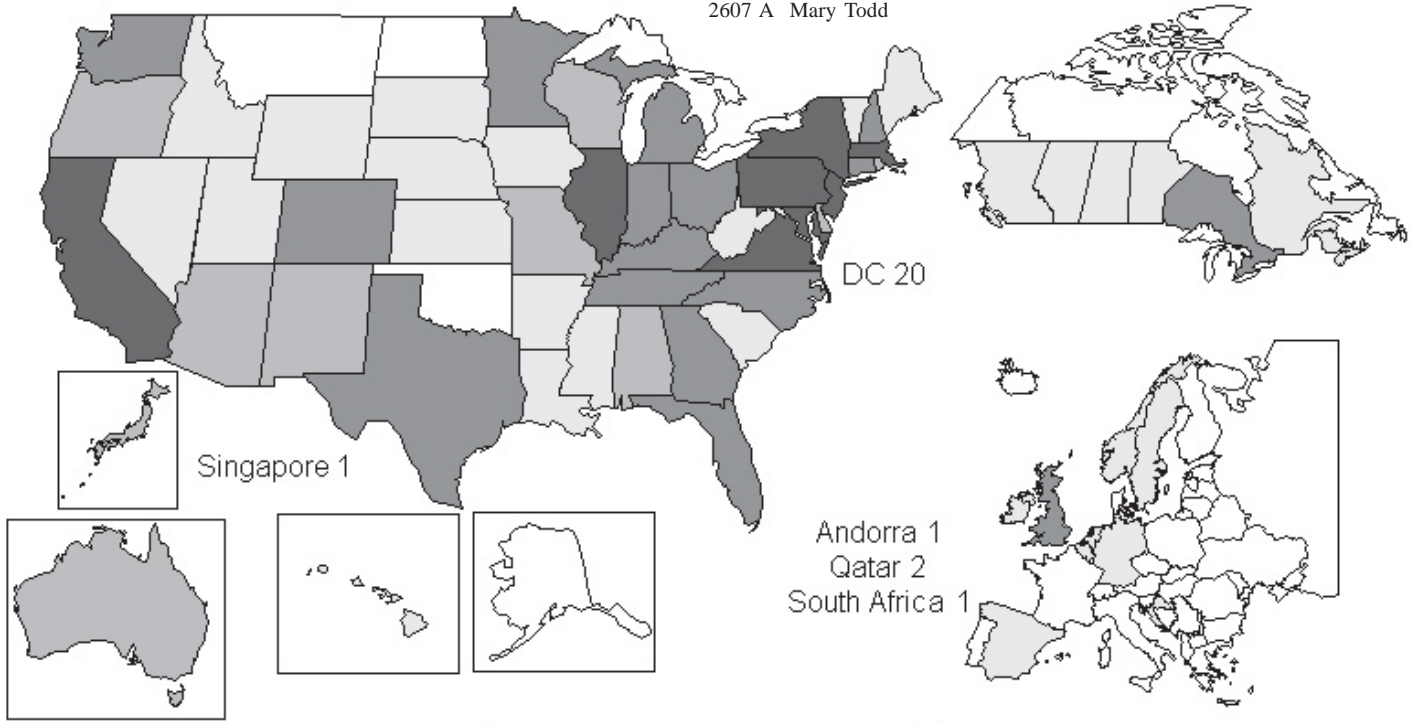 2607 A Mary Todd
DC 20
Singapore 1
Andorra 1
Qatar 2
South Africa 1